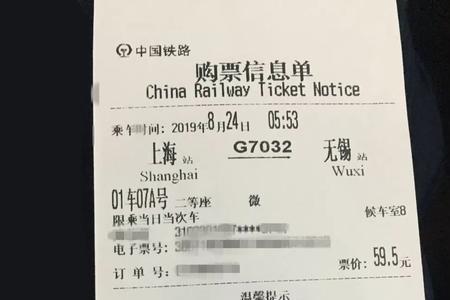 中国铁路
购票信息单
China Railway Ticket Notice
乘车时间：2019年8月24日 05:53
上海站 G7032 无锡站
Shanghai Wuxi
01车07A号 二等座 微 候车室8
限乘当日当次车
电子票号：
订单号： 票价：59.5元
温馨提示